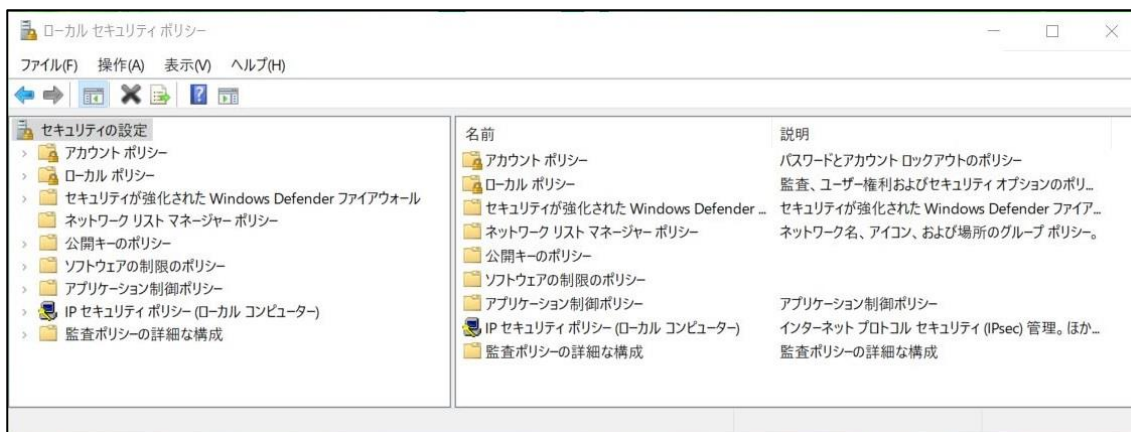 ローカル セキュリティ ポリシー
ファイル(F) 操作(A) 表示(V) ヘルプ(H)
セキュリティの設定
アカウント ポリシー
ローカル ポリシー
セキュリティが強化された Windows Defender ファイアウォール
ネットワーク リスト マネージャー ポリシー
公開キーのポリシー
ソフトウェアの制限のポリシー
アプリケーション制御ポリシー
IP セキュリティ ポリシー (ローカル コンピューター)
監査ポリシーの詳細な構成
名前 説明
アカウント ポリシー パスワードとアカウント ロックアウトのポリシー
ローカル ポリシー 監査、ユーザー権利およびセキュリティ オプションのポリ...
セキュリティが強化された Windows Defender ... セキュリティが強化された Windows Defender ファイア...
ネットワーク リスト マネージャー ポリシー ネットワーク名、アイコン、および場所のグループ ポリシー。
公開キーのポリシー
ソフトウェアの制限のポリシー
アプリケーション制御ポリシー アプリケーション制御ポリシー
IP セキュリティ ポリシー (ローカル コンピューター) インターネット プロトコル セキュリティ (IPsec) 管理。ほか...
監査ポリシーの詳細な構成 監査ポリシーの詳細な構成